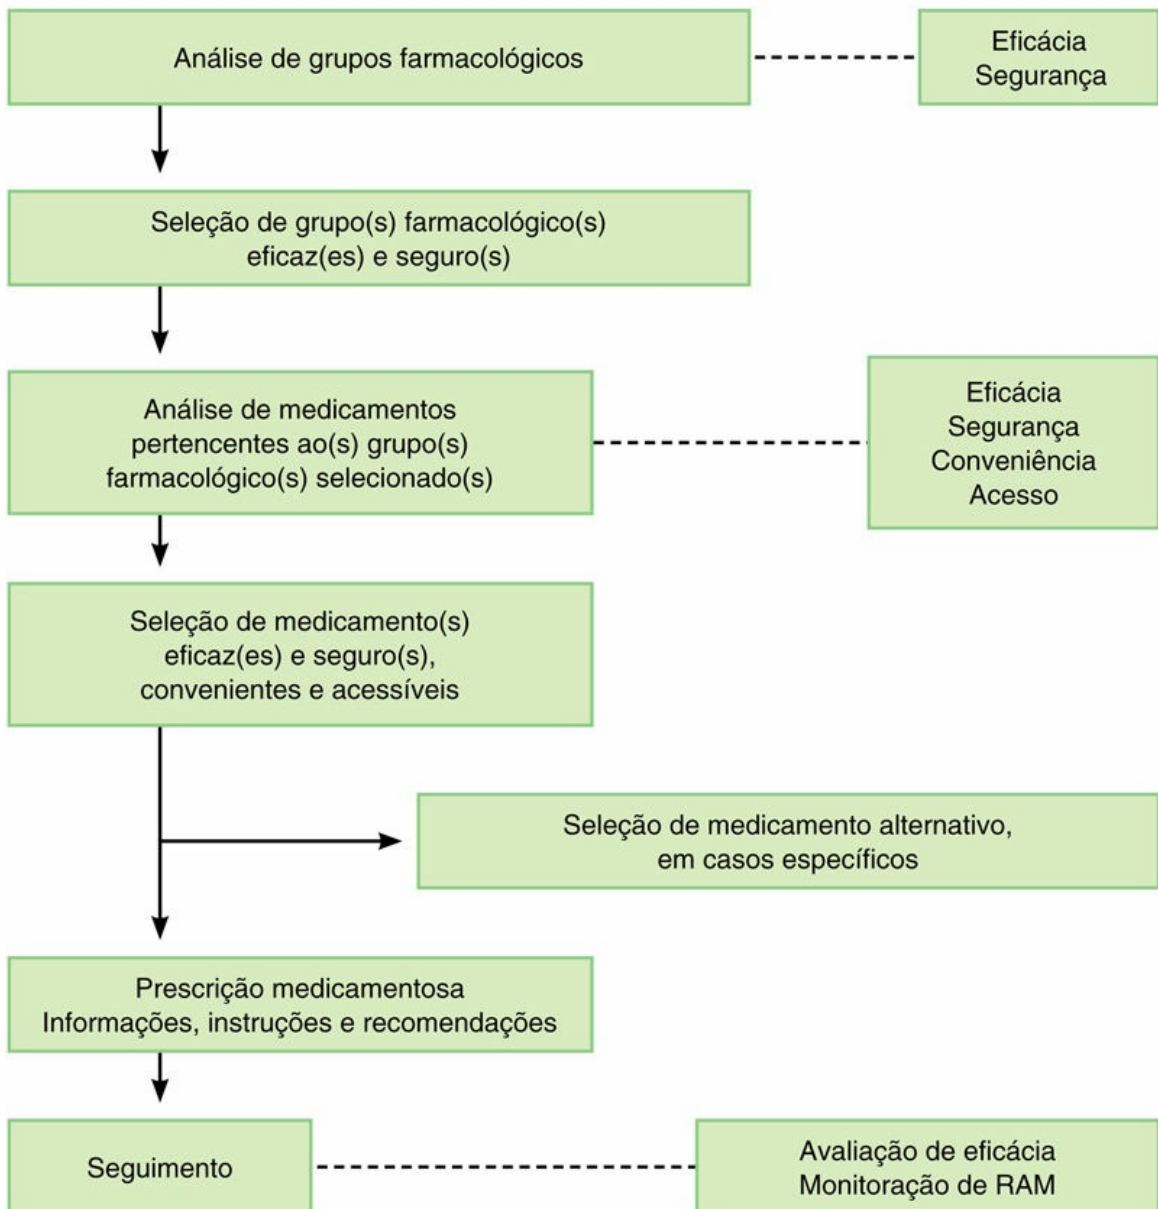 Análise de grupos farmacológicos
Eficácia
Segurança
Seleção de grupo(s) farmacológico(s)
eficaz(es) e seguro(s)
Análise de medicamentos
pertencentes ao(s) grupo(s)
farmacológico(s) selecionado(s)
Eficácia
Segurança
Conveniência
Acesso
Seleção de medicamento(s)
eficaz(es) e seguro(s),
convenientes e acessíveis
Seleção de medicamento alternativo,
em casos específicos
Prescrição medicamentosa
Informações, instruções e recomendações
Seguimento
Avaliação de eficácia
Monitoração de RAM